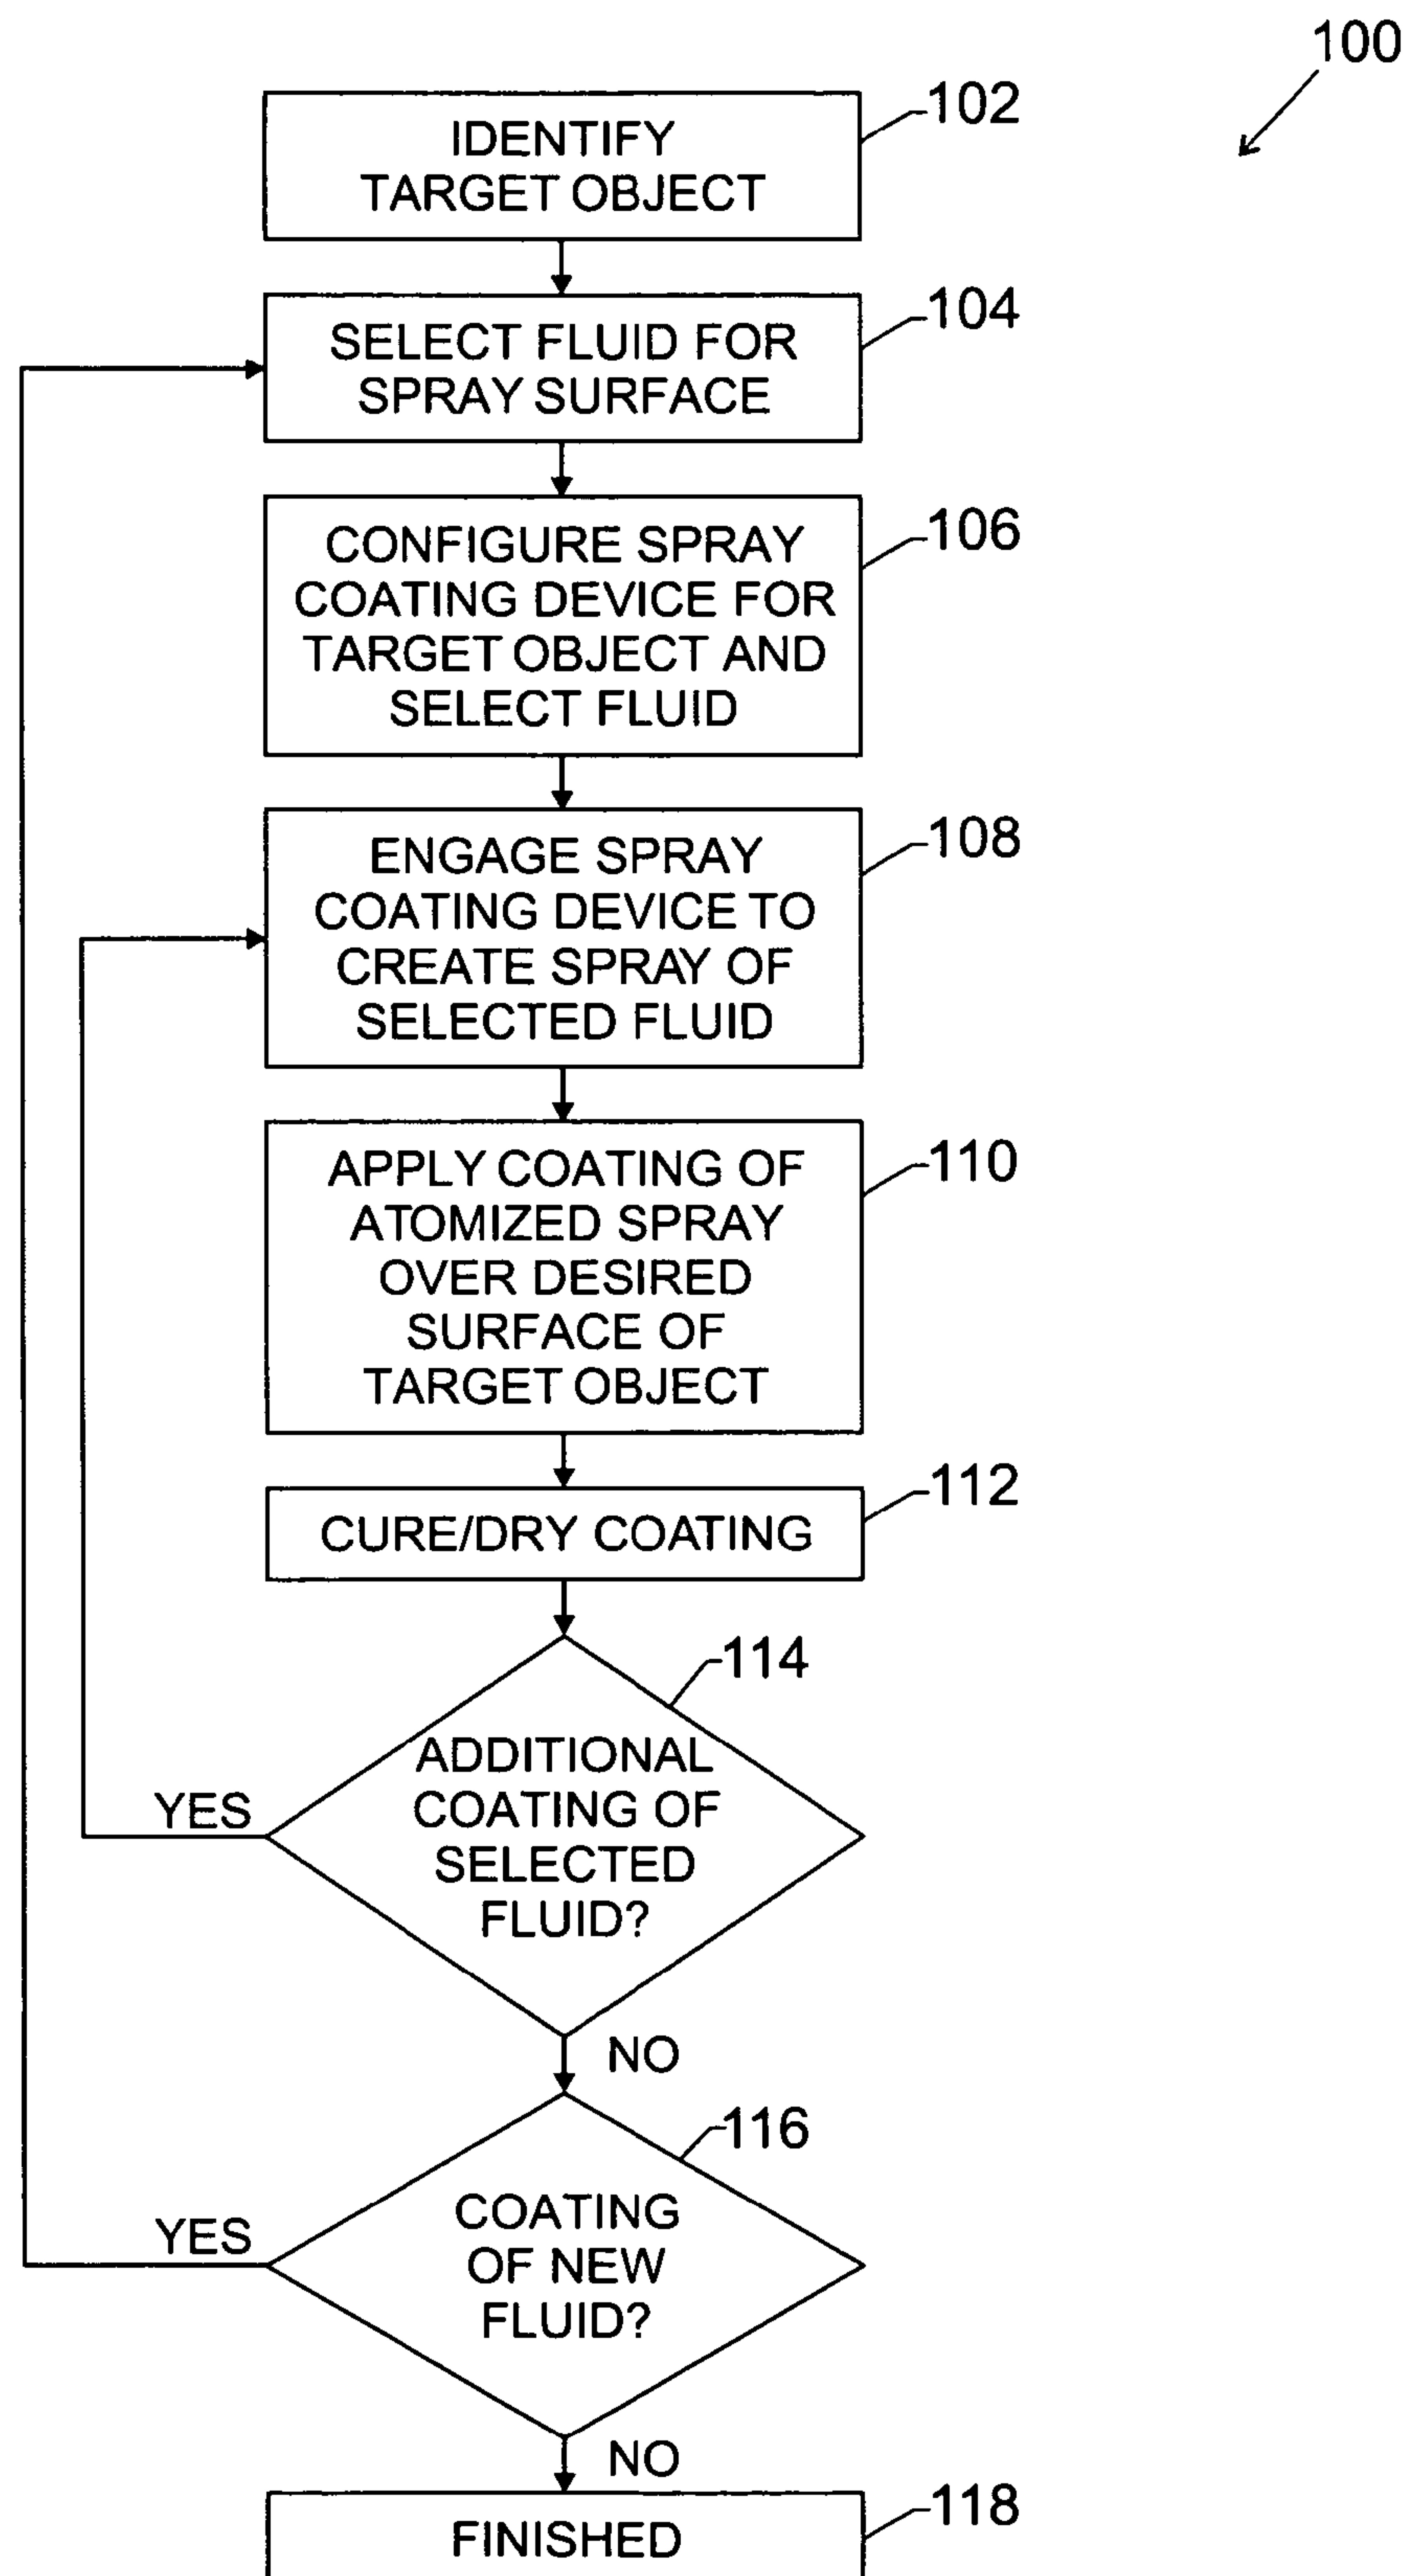 100
102
IDENTIFY
TARGET OBJECT
104
SELECT FLUID FOR
SPRAY SURFACE
106
CONFIGURE SPRAY
COATING DEVICE FOR
TARGET OBJECT AND
SELECT FLUID
108
ENGAGE SPRAY
COATING DEVICE TO
CREATE SPRAY OF
SELECTED FLUID
110
APPLY COATING OF
ATOMIZED SPRAY
OVER DESIRED
SURFACE OF
TARGET OBJECT
112
CURE/DRY COATING
114
ADDITIONAL
COATING OF
SELECTED
FLUID?
YES
NO
116
COATING
OF NEW
FLUID?
YES
NO
118
FINISHED